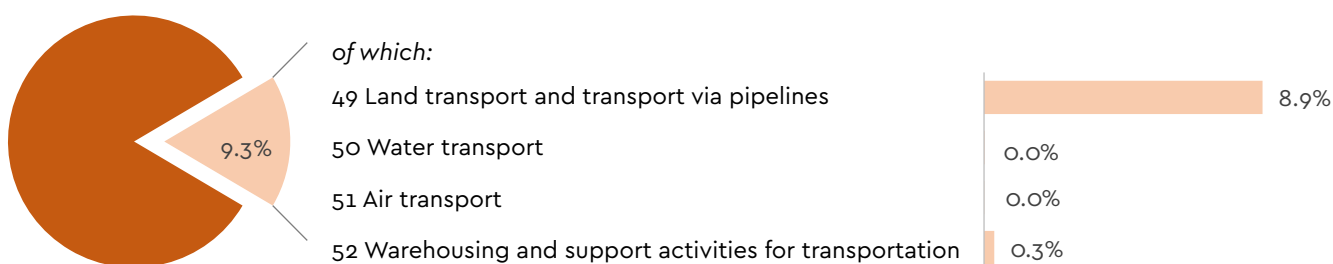 of which:
49 Land transport and transport via pipelines 8.9%
9.3% 50 Water transport 0.0%
51 Air transport 0.0%
52 Warehousing and support activities for transportation 0.3%